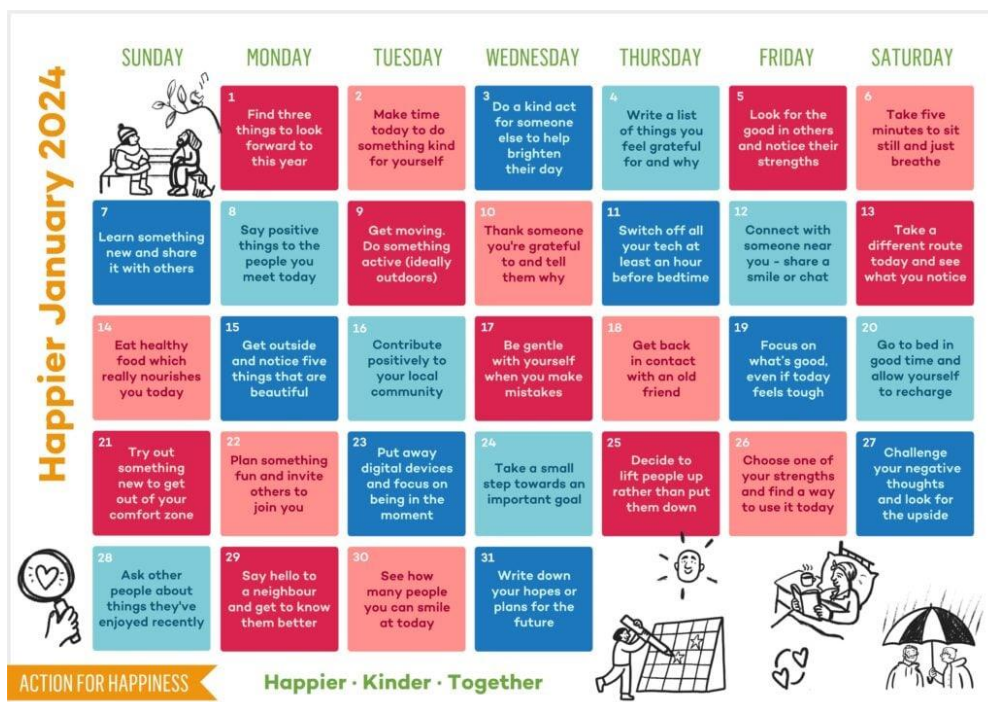 Happier January 2024
SUNDAY
MONDAY
TUESDAY
WEDNESDAY
THURSDAY
FRIDAY
SATURDAY
1
Find three
things to look
forward to
this year
2
Make time
today to do
something kind
for yourself
3
Do a kind act
for someone
else to help
brighten
their day
4
Write a list
of things you
feel grateful
for and why
5
Look for the
good in others
and notice their
strengths
6
Take five
minutes to sit
still and just
breathe
7
Learn something
new and share
it with others
8
Say positive
things to the
people you
meet today
9
Get moving.
Do something
active (ideally
outdoors)
10
Thank someone
you're grateful
to and tell
them why
11
Switch off all
your tech at
least an hour
before bedtime
12
Connect with
someone near
you - share a
smile or chat
13
Take a
different route
today and see
what you notice
14
Eat healthy
food which
really nourishes
you today
15
Get outside
and notice five
things that are
beautiful
16
Contribute
positively to
your local
community
17
Be gentle
with yourself
when you make
mistakes
18
Get back
in contact
with an old
friend
19
Focus on
what's good,
even if today
feels tough
20
Go to bed in
good time and
allow yourself
to recharge
21
Try out
something
new to get
out of your
comfort zone
22
Plan something
fun and invite
others to
join you
23
Put away
digital devices
and focus on
being in the
moment
24
Take a small
step towards an
important goal
25
Decide to
lift people up
rather than put
them down
26
Choose one of
your strengths
and find a way
to use it today
27
Challenge
your negative
thoughts
and look for
the upside
28
Ask other
people about
things they've
enjoyed recently
29
Say hello to
a neighbour
and get to know
them better
30
See how
many people
you can smile
at today
31
Write down
your hopes or
plans for the
future
ACTION FOR HAPPINESS
Happier · Kinder · Together